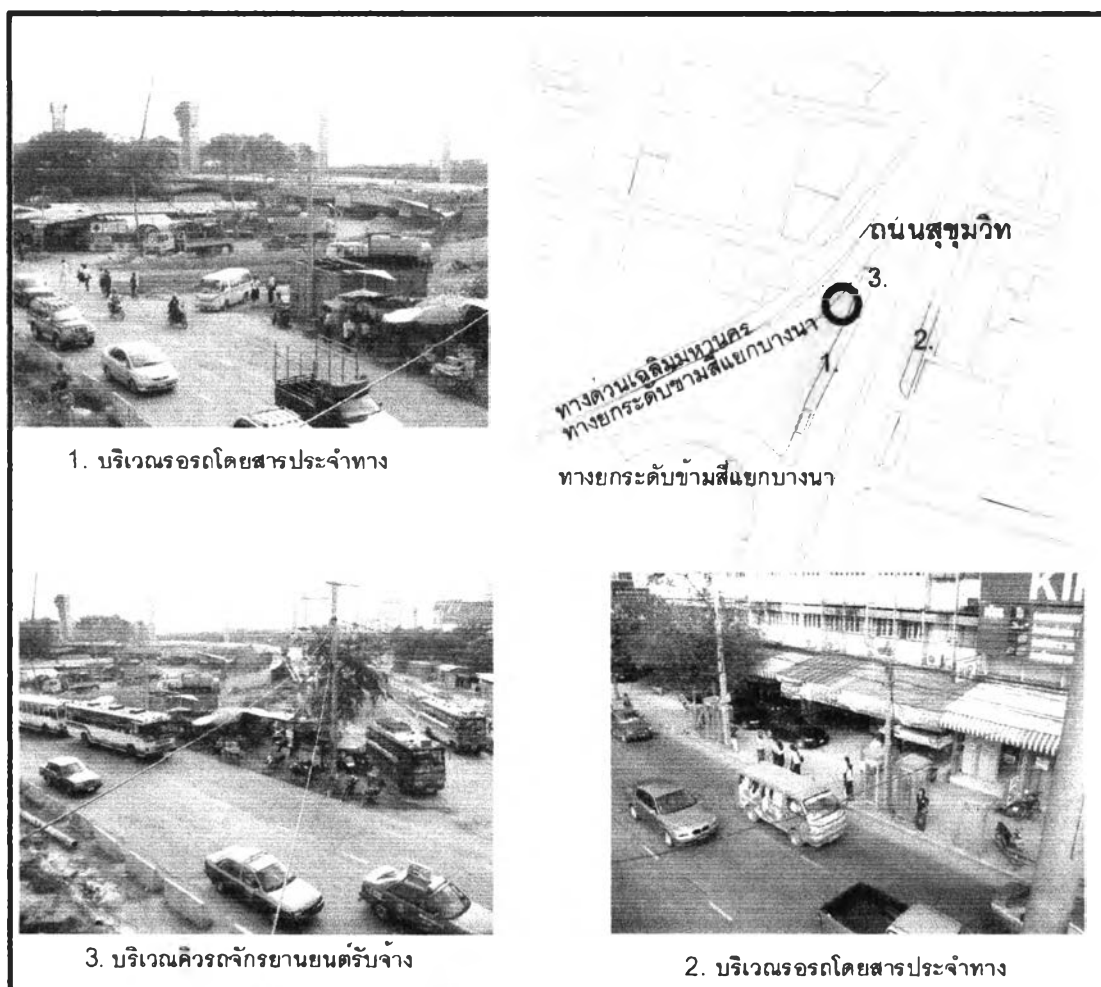 ถนนสุขุมวิท
3.
2.
1.
ทางด่วนเฉลิมมหานคร
ทางยกระดับข้ามสี่แยกบางนา
ทางยกระดับข้ามสี่แยกบางนา
1. บริเวณรอรถโดยสารประจำทาง
KI
3. บริเวณคิวรถจักรยานยนต์รับจ้าง
2. บริเวณรอรถโดยสารประจำทาง